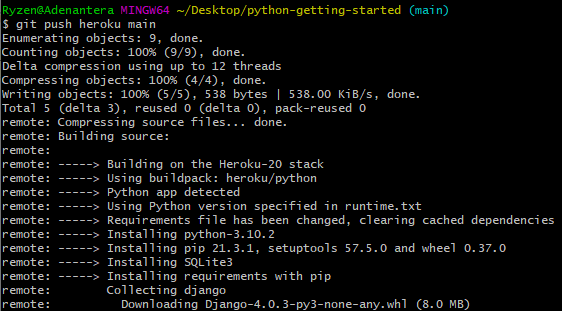 Ryzen@Adenantera MINGW64 ~/Desktop/python-getting-started (main)
$ git push heroku main
Enumerating objects: 9, done.
Counting objects: 100% (9/9), done.
Delta compression using up to 12 threads
Compressing objects: 100% (4/4), done.
Writing objects: 100% (5/5), 538 bytes | 538.00 KiB/s, done.
Total 5 (delta 3), reused 0 (delta 0), pack-reused 0
remote: Compressing source files... done.
remote: Building source:
remote:
remote: -----> Building on the Heroku-20 stack
remote: -----> Using buildpack: heroku/python
remote: -----> Python app detected
remote: -----> Using Python version specified in runtime.txt
remote: -----> Requirements file has been changed, clearing cached dependencies
remote: -----> Installing python-3.10.2
remote: -----> Installing pip 21.3.1, setuptools 57.5.0 and wheel 0.37.0
remote: -----> Installing SQLite3
remote: -----> Installing requirements with pip
remote:        Collecting django
remote:          Downloading Django-4.0.3-py3-none-any.whl (8.0 MB)